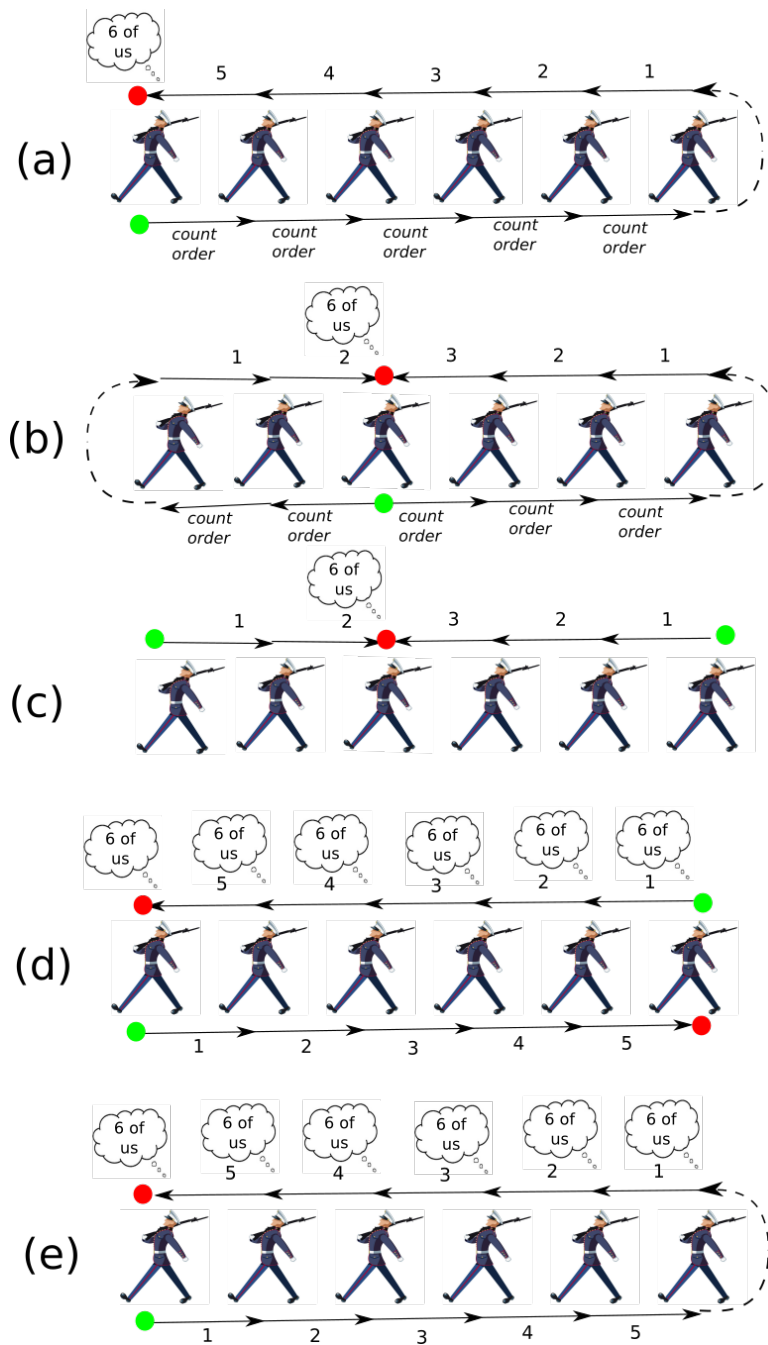 6 of
us
5 4 3 2 1
(a)
count count count count count
order order order order order
6 of
us
1 2 3 2 1
(b)
count count count count count
order order order order order
6 of
us
1 2 3 2 1
(c)
6 of 6 of 6 of 6 of 6 of 6 of
us us us us us us
5 4 3 2 1
(d)
1 2 3 4 5
6 of 6 of 6 of 6 of 6 of 6 of
us us us us us us
5 4 3 2 1
(e)
1 2 3 4 5